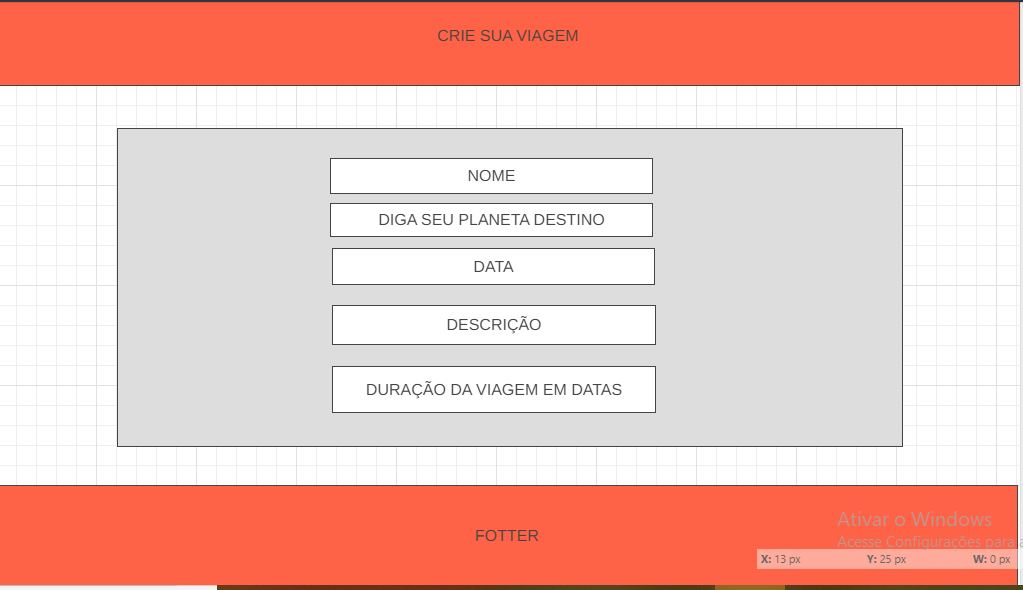 CRIE SUA VIAGEM
NOME
DIGA SEU PLANETA DESTINO
DATA
DESCRIÇÃO
DURAÇÃO DA VIAGEM EM DATAS
Ativar o Windows
FOTTER
Acesse Configurações para a
X: 13 px Y: 25 px W: 0 px